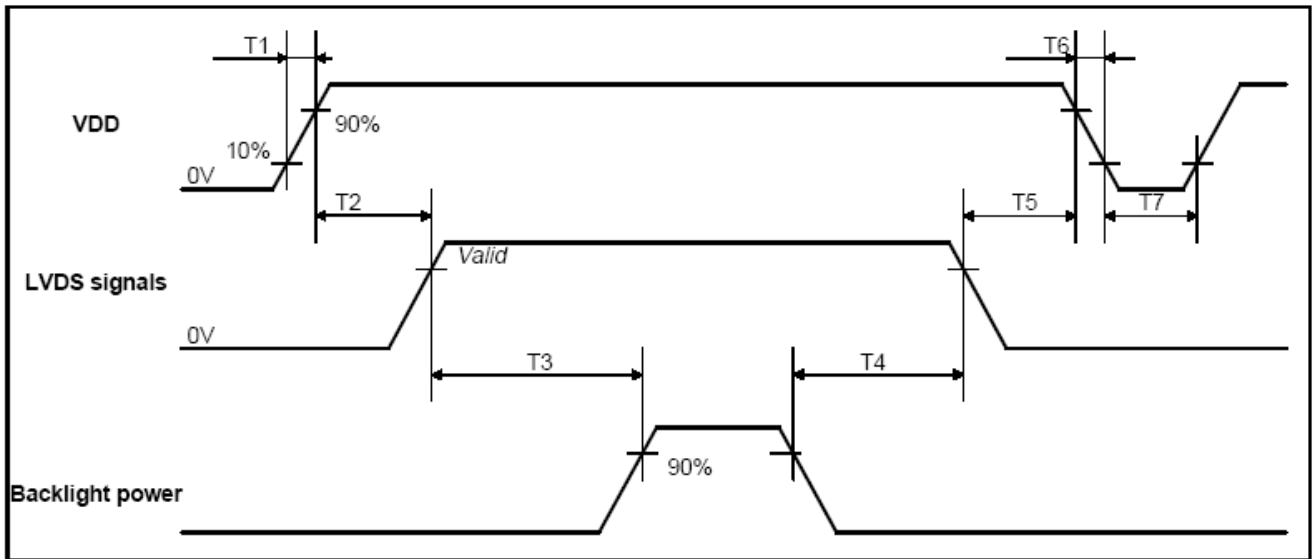 T1
T6
VDD
90%
10%
0V
T2
T5
T7
Valid
LVDS signals
0V
T3
T4
90%
Backlight power